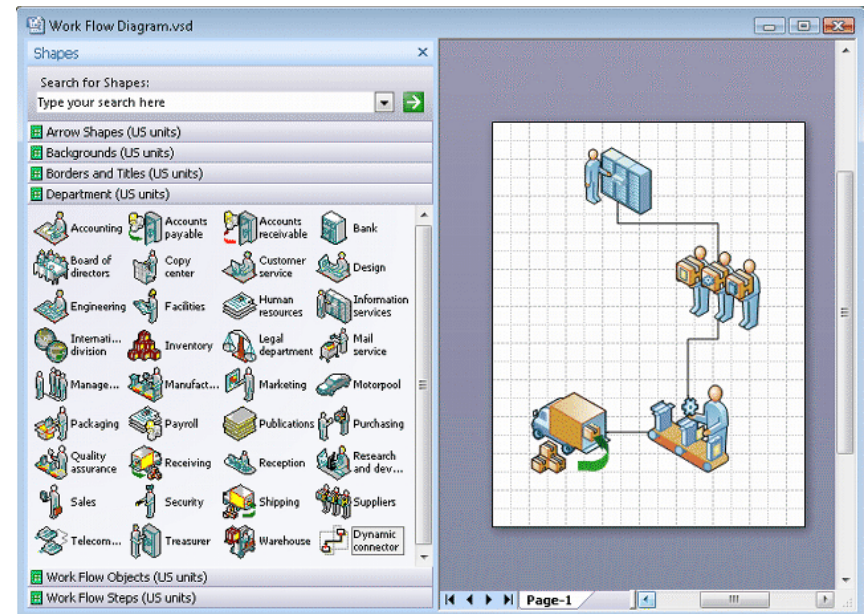 Work Flow Diagram.vsd
Shapes
Search for Shapes:
Type your search here
Arrow Shapes (US units)
Backgrounds (US units)
Borders and Titles (US units)
Department (US units)
Accounting
Accounts
payable
Accounts
receivable
Bank
Board of
directors
Copy
center
Customer
service
Design
Engineering
Facilities
Human
resources
Information
services
Internati...
division
Inventory
Legal
department
Mail
service
Manage...
Manufact...
Marketing
Motorpool
Packaging
Payroll
Publications
Purchasing
Quality
assurance
Receiving
Reception
Research
and dev...
Sales
Security
Shipping
Suppliers
Telecom...
Treasurer
Warehouse
Dynamic
connector
Work Flow Objects (US units)
Work Flow Steps (US units)
Page-1